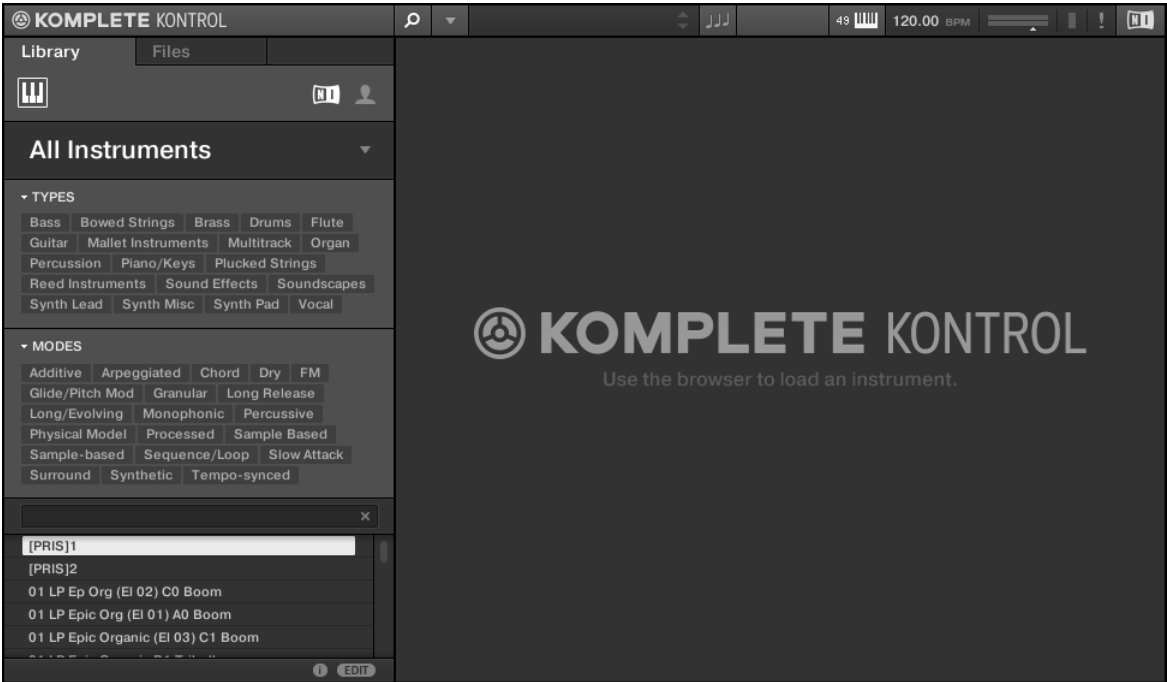 KOMPLETE KONTROL
49
120.00 BPM
!
NI
Library Files
NI
All Instruments
TYPES
Bass Bowed Strings Brass Drums Flute
Guitar Mallet Instruments Multitrack Organ
Percussion Piano/Keys Plucked Strings
Reed Instruments Sound Effects Soundscapes
Synth Lead Synth Misc Synth Pad Vocal
MODES
Additive Arpeggiated Chord Dry FM
Glide/Pitch Mod Granular Long Release
Long/Evolving Monophonic Percussive
Physical Model Processed Sample Based
Sample-based Sequence/Loop Slow Attack
Surround Synthetic Tempo-synced
[PRIS]1
[PRIS]2
01 LP Ep Org (El 02) C0 Boom
01 LP Epic Org (El 01) A0 Boom
01 LP Epic Organic (El 03) C1 Boom
EDIT
KOMPLETE KONTROL
Use the browser to load an instrument.